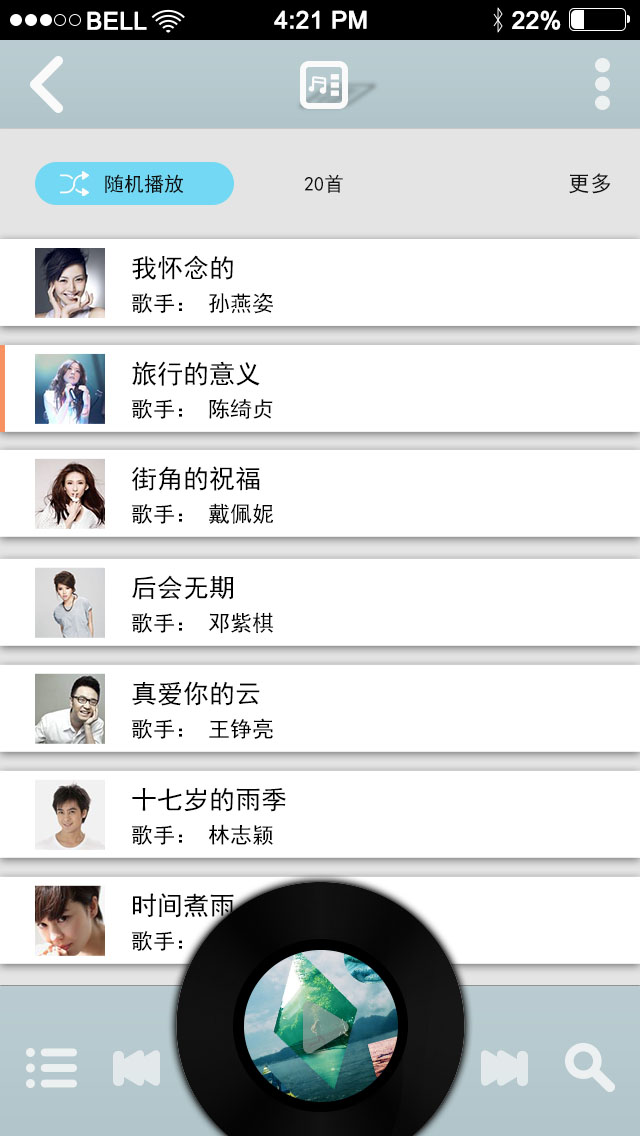 BELL 4:21 PM 22%
随机播放 20首 更多
我怀念的
歌手： 孙燕姿
旅行的意义
歌手： 陈绮贞
街角的祝福
歌手： 戴佩妮
后会无期
歌手： 邓紫棋
真爱你的云
歌手： 王铮亮
十七岁的雨季
歌手： 林志颖
时间煮雨
歌手：